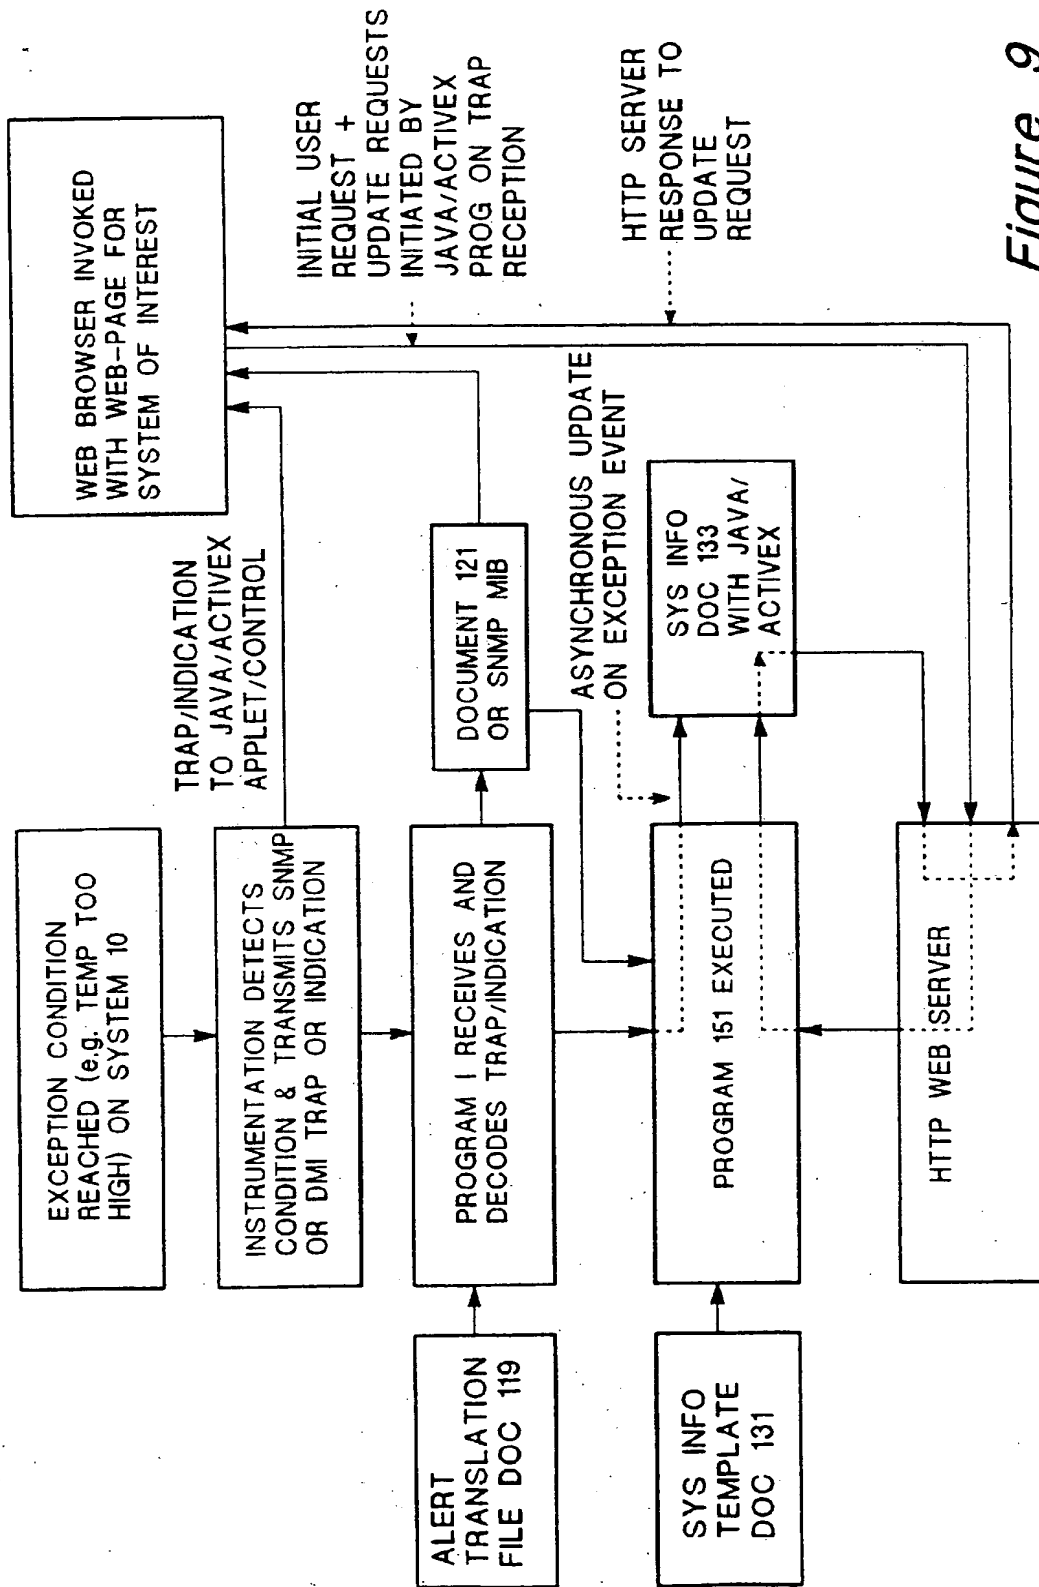 EXCEPTION CONDITION
REACHED (e.g. TEMP TOO
HIGH) ON SYSTEM 10
WEB BROWSER INVOKED
WITH WEB-PAGE FOR
SYSTEM OF INTEREST
TRAP/INDICATION
TO JAVA/ACTIVEX
APPLET/CONTROL
INSTRUMENTATION DETECTS
CONDITION & TRANSMITS SNMP
OR DMI TRAP OR INDICATION
INITIAL USER
REQUEST +
UPDATE REQUESTS
INITIATED BY
JAVA/ACTIVEX
PROG ON TRAP
RECEPTION
ALERT
TRANSLATION
FILE DOC 119
PROGRAM I RECEIVES AND
DECODES TRAP/INDICATION
DOCUMENT 121
OR SNMP MIB
ASYNCHRONOUS UPDATE
ON EXCEPTION EVENT
HTTP SERVER
RESPONSE TO
UPDATE
REQUEST
SYS INFO
TEMPLATE
DOC 131
PROGRAM 151 EXECUTED
SYS INFO
DOC 133
WITH JAVA/
ACTIVEX
HTTP WEB SERVER
Figure 9